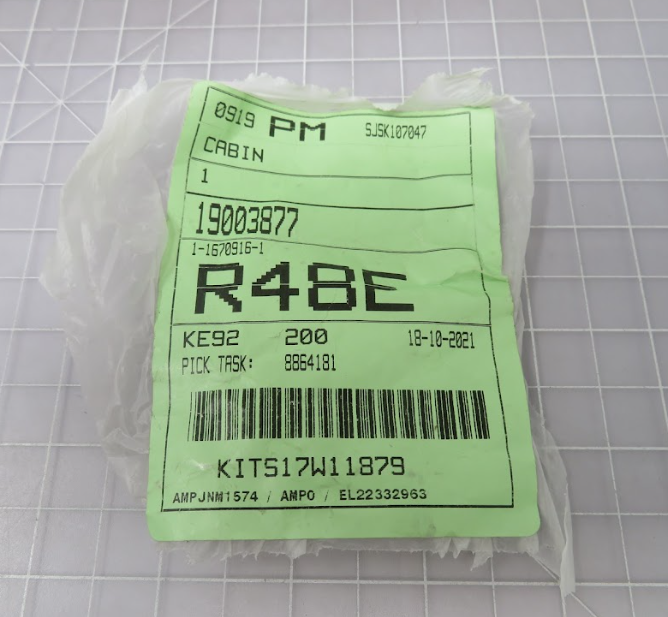 0919 PM SJSK107047
CABIN
1
19003877
1-1670916-1
R48E
KE92 200 18-10-2021
PICK TASK: 8864181
KITS17W11879
AMPJNM1574 / AMPO / EL22332963